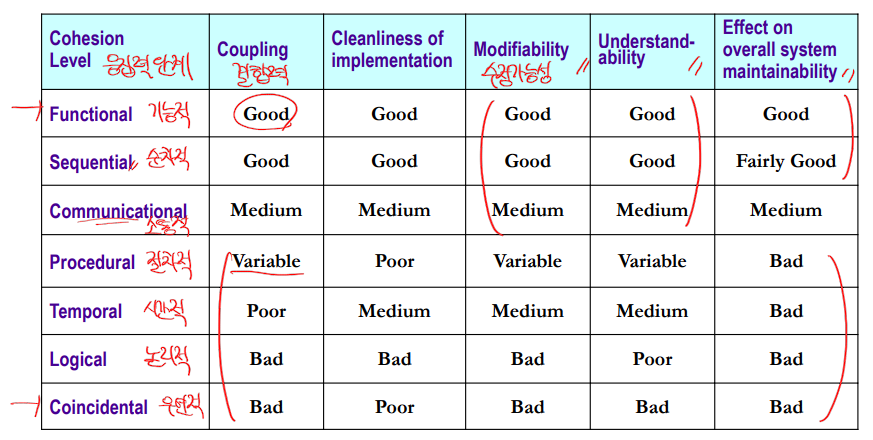 Cohesion Level 응집력 단계
Coupling 결합력
Cleanliness of implementation
Modifiability 수정가능성
Understand-ability
Effect on overall system maintainability
Functional 기능적 Good Good Good Good Good
Sequential 순차적 Good Good Good Good Fairly Good
Communicational 소통적 Medium Medium Medium Medium Medium
Procedural 절차적 Variable Poor Variable Variable Bad
Temporal 시간적 Poor Medium Medium Medium Bad
Logical 논리적 Bad Bad Bad Poor Bad
Coincidental 우연적 Bad Poor Bad Bad Bad